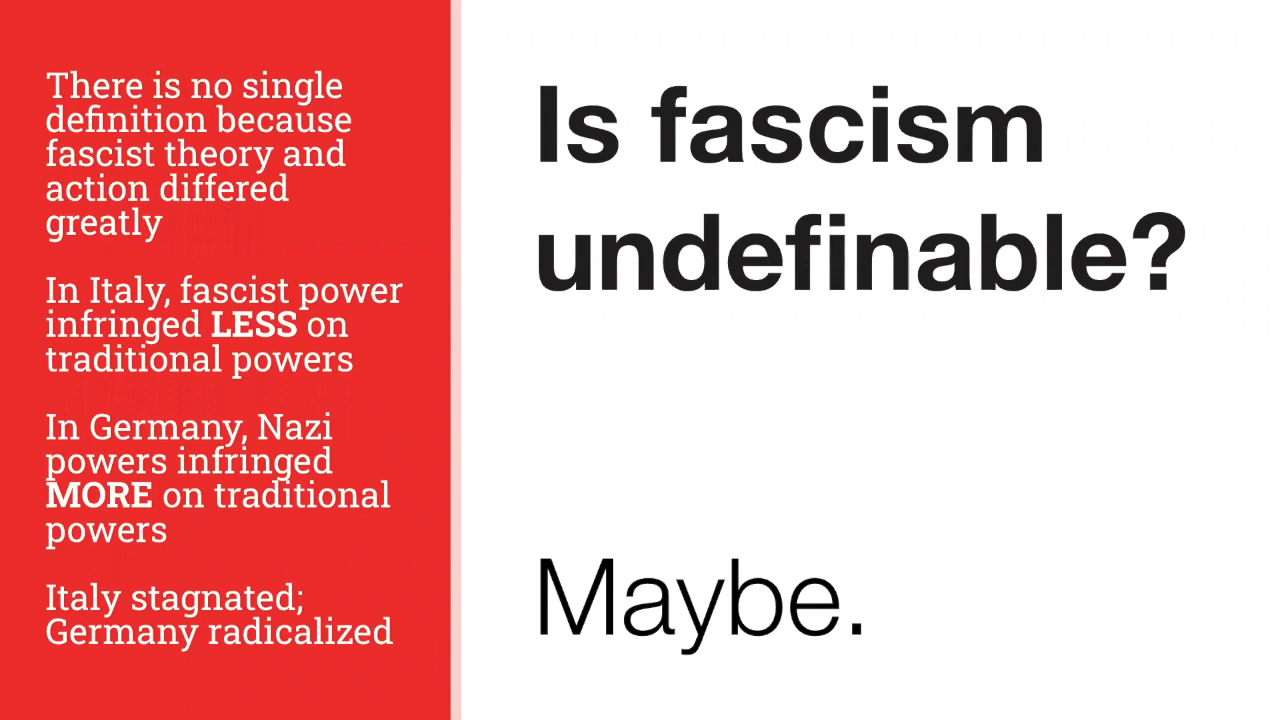 There is no single
definition because
fascist theory and
action differed
greatly
In Italy, fascist power
infringed LESS on
traditional powers
In Germany, Nazi
powers infringed
MORE on traditional
powers
Italy stagnated;
Germany radicalized
Is fascism
undefinable?
Maybe.